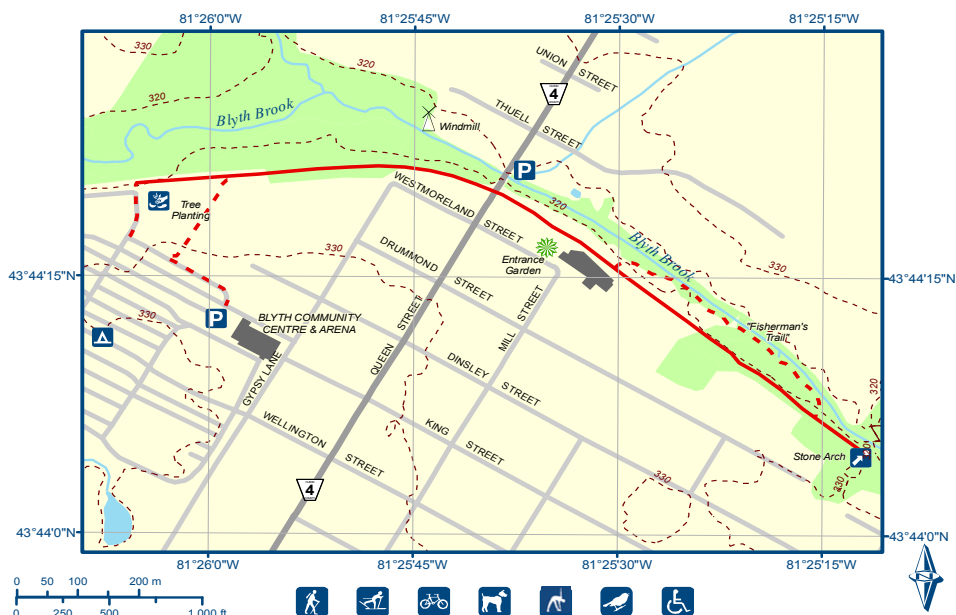 81°26'0"W 81°25'45"W 81°25'30"W 81°25'15"W
330
320
320
330
UNION STREET
4
THUELL STREET
Blyth Brook
Windmill
P
WESTMORELAND STREET
320
Tree
Planting
DRUMMOND STREET
330
Entrance
Garden
Blyth Brook
330
43°44'15"N 43°44'15"N
P
330
BLYTH COMMUNITY
CENTRE & ARENA
QUEEN STREET
MILL STREET
"Fisherman's
Trail"
DINSLEY STREET
GYPSY LANE
320
WELLINGTON STREET
KING STREET
Stone Arch
330
330
4
43°44'0"N 43°44'0"N
81°26'0"W 81°25'45"W 81°25'30"W 81°25'15"W
0 50 100 200 m
0 250 500 1,000 ft
N